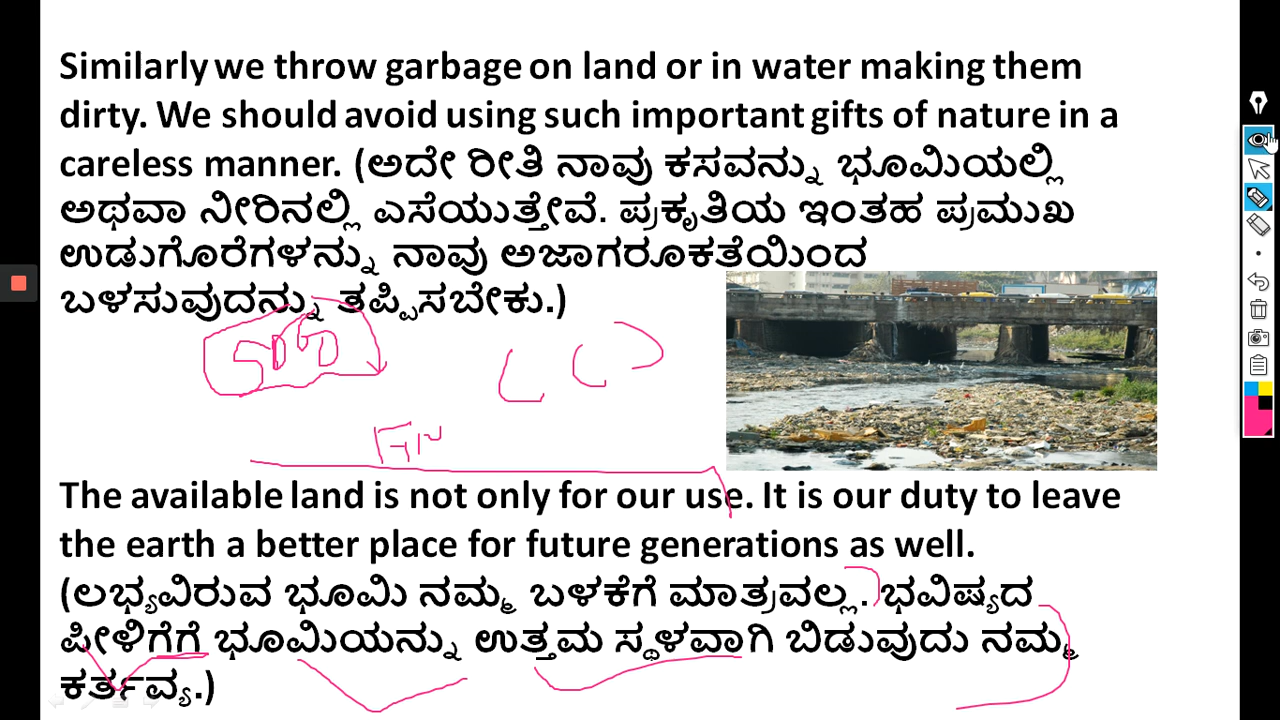 Similarly we throw garbage on land or in water making them
dirty. We should avoid using such important gifts of nature in a
careless manner. (ಅದೇ ರೀತಿ ನಾವು ಕಸವನ್ನು ಭೂಮಿಯಲ್ಲಿ
ಅಥವಾ ನೀರಿನಲ್ಲಿ ಎಸೆಯುತ್ತೇವೆ. ಪ್ರಕೃತಿಯ ಇಂತಹ ಪ್ರಮುಖ
ಉಡುಗೊರೆಗಳನ್ನು ನಾವು ಅಜಾಗರೂಕತೆಯಿಂದ
ಬಳಸುವುದನ್ನು ತಪ್ಪಿಸಬೇಕು.)
The available land is not only for our use. It is our duty to leave
the earth a better place for future generations as well.
(ಲಭ್ಯವಿರುವ ಭೂಮಿ ನಮ್ಮ ಬಳಕೆಗೆ ಮಾತ್ರವಲ್ಲ. ಭವಿಷ್ಯದ
ಪೀಳಿಗೆಗೆ ಭೂಮಿಯನ್ನು ಉತ್ತಮ ಸ್ಥಳವಾಗಿ ಬಿಡುವುದು ನಮ್ಮ
ಕರ್ತವ್ಯ.)